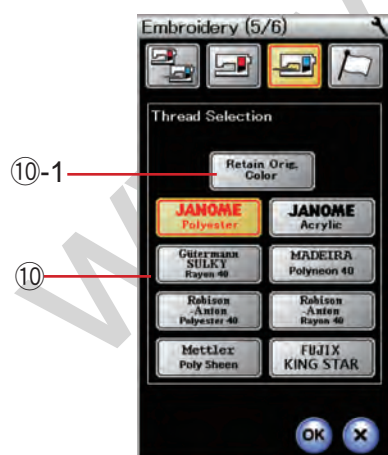 Embroidery (5/6)
Thread Selection
⑩-1
Retain Orig.
Color
JANOME
Polyester
JANOME
Acrylic
⑩
Gütermann
SULKY
Rayon 40
MADEIRA
Polyneon 40
Robison
-Anton
Polyester 40
Robison
-Anton
Rayon 40
Mettler
Poly Sheen
FUJIX
KING STAR
OK
X